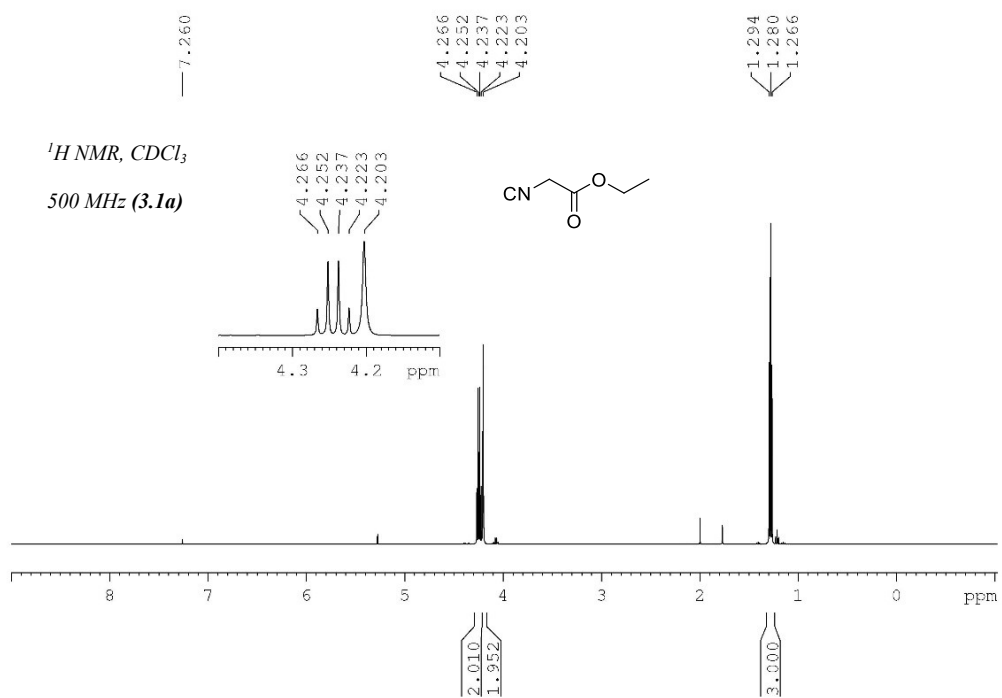 7.260
4.266
4.252
4.237
4.223
4.203
1.294
1.280
1.266
¹H NMR, CDCl₃
500 MHz (3.1a)
4.266
4.252
4.237
4.223
4.203
CN
O
O
4.3 4.2 ppm
8 7 6 5 4 3 2 1 0 ppm
2.010
1.952
3.000